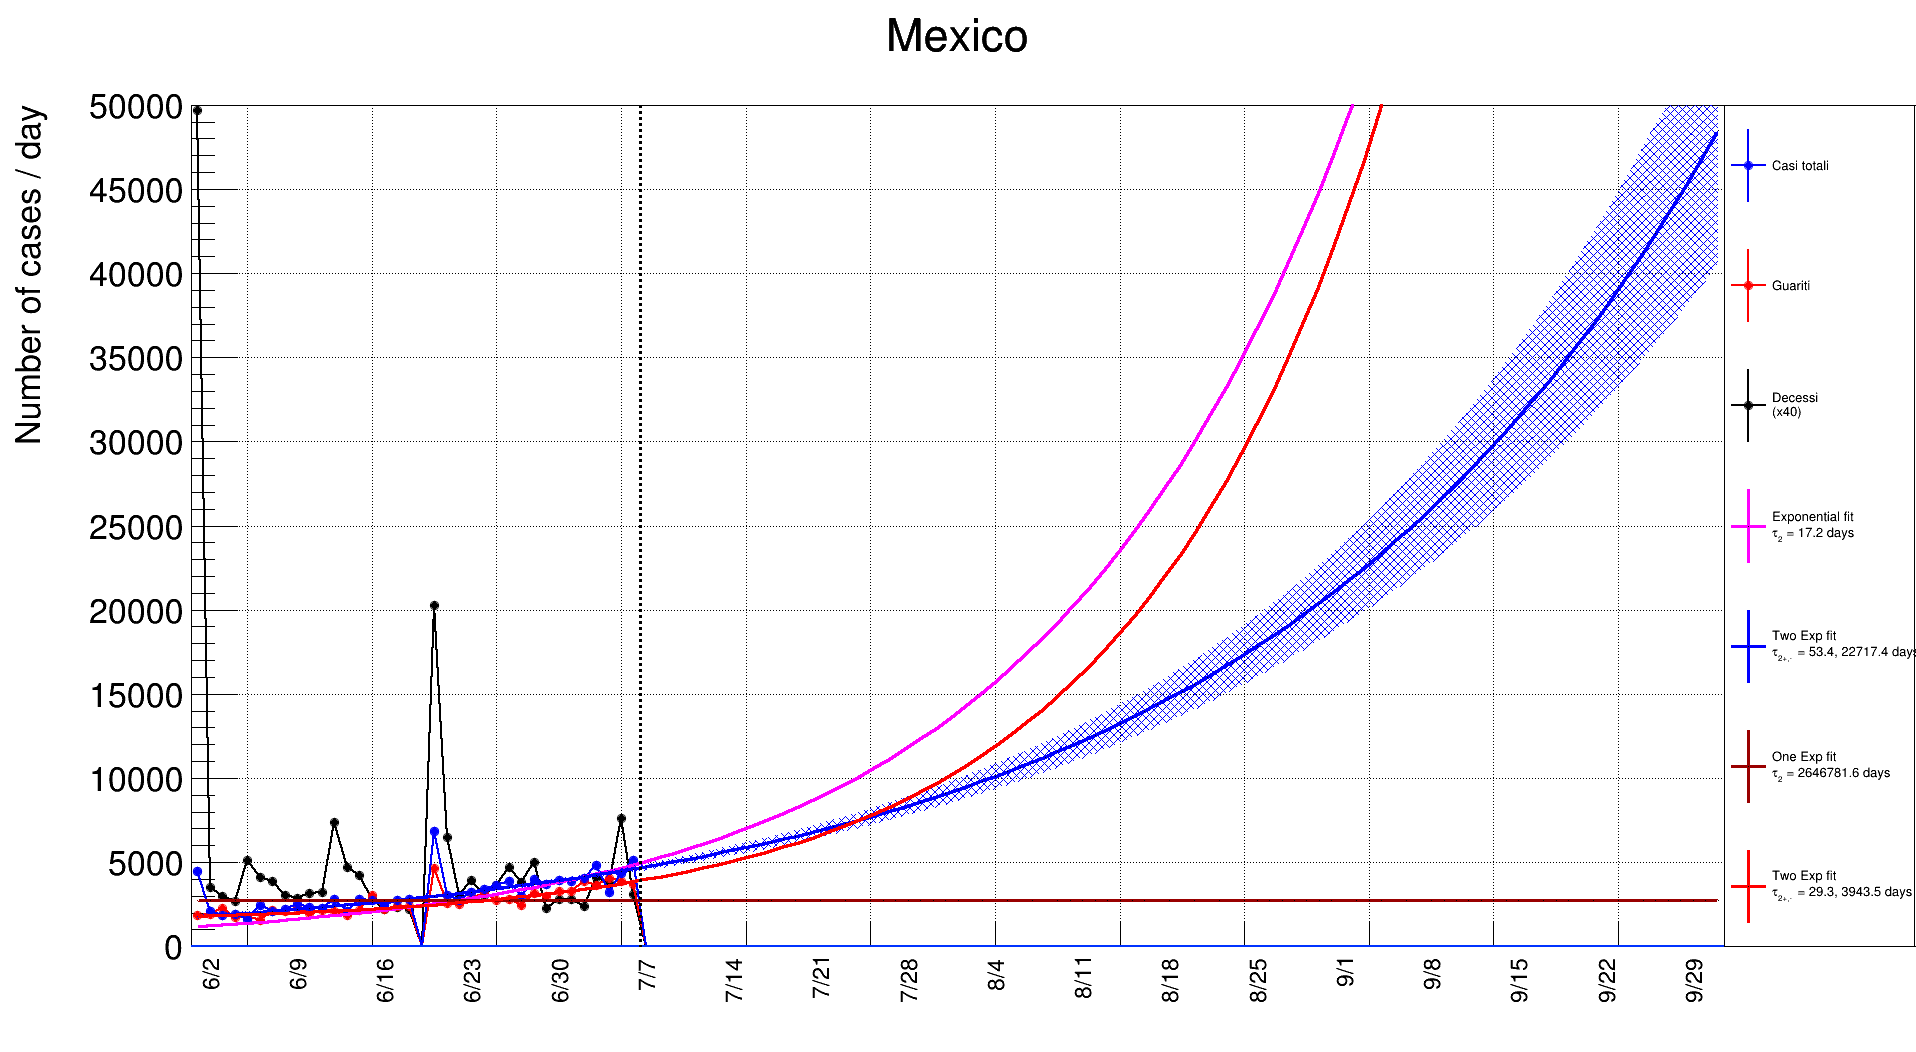 Mexico
Number of cases / day
50000
45000
40000
35000
30000
25000
20000
15000
10000
5000
0
6/2
6/9
6/16
6/23
6/30
7/7
7/14
7/21
7/28
8/4
8/11
8/18
8/25
9/1
9/8
9/15
9/22
9/29
Casi totali
Guariti
Decessi
(x40)
Exponential fit
τ2 = 17.2 days
Two Exp fit
τ2+,- = 53.4, 22717.4 days
One Exp fit
τ2 = 2646781.6 days
Two Exp fit
τ2+,- = 29.3, 3943.5 days